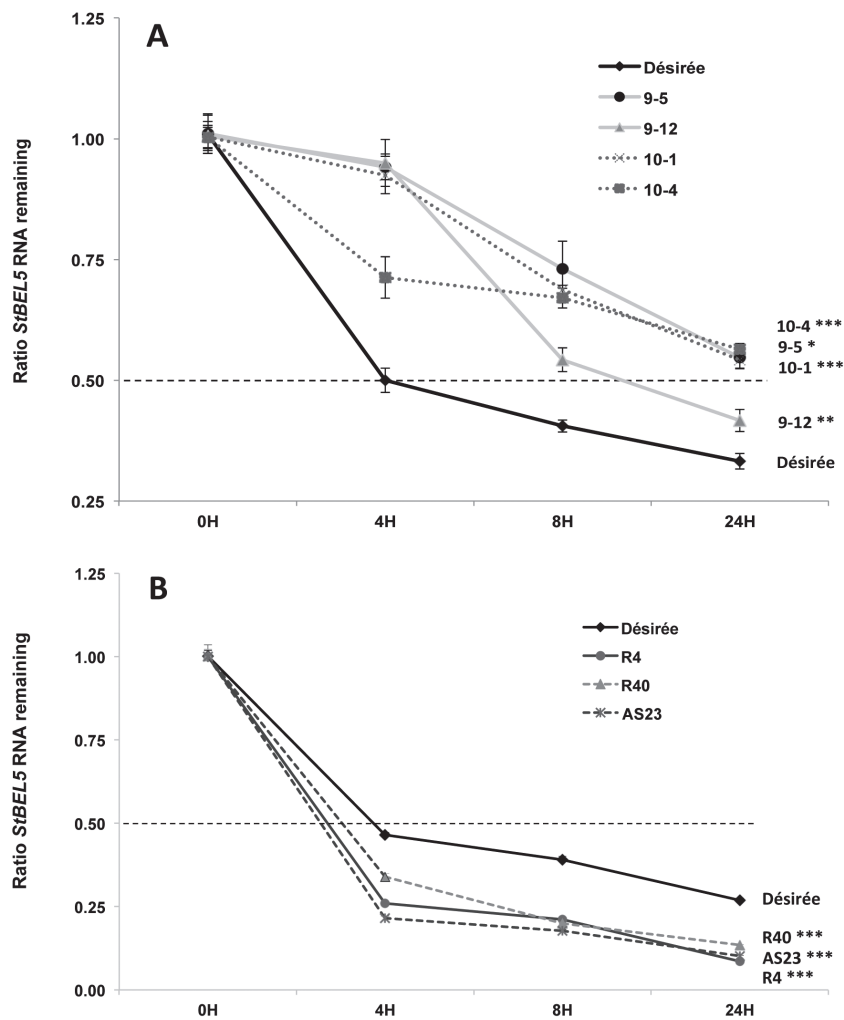 A
1.25
1.00
0.75
0.50
0.25
Ratio StBEL5 RNA remaining
Désirée
9-5
9-12
10-1
10-4
10-4 ***
9-5 *
10-1 ***
9-12 **
Désirée
0H
4H
8H
24H
B
1.25
1.00
0.75
0.50
0.25
0.00
Ratio StBEL5 RNA remaining
Désirée
R4
R40
AS23
Désirée
R40 ***
AS23 ***
R4 ***
0H
4H
8H
24H